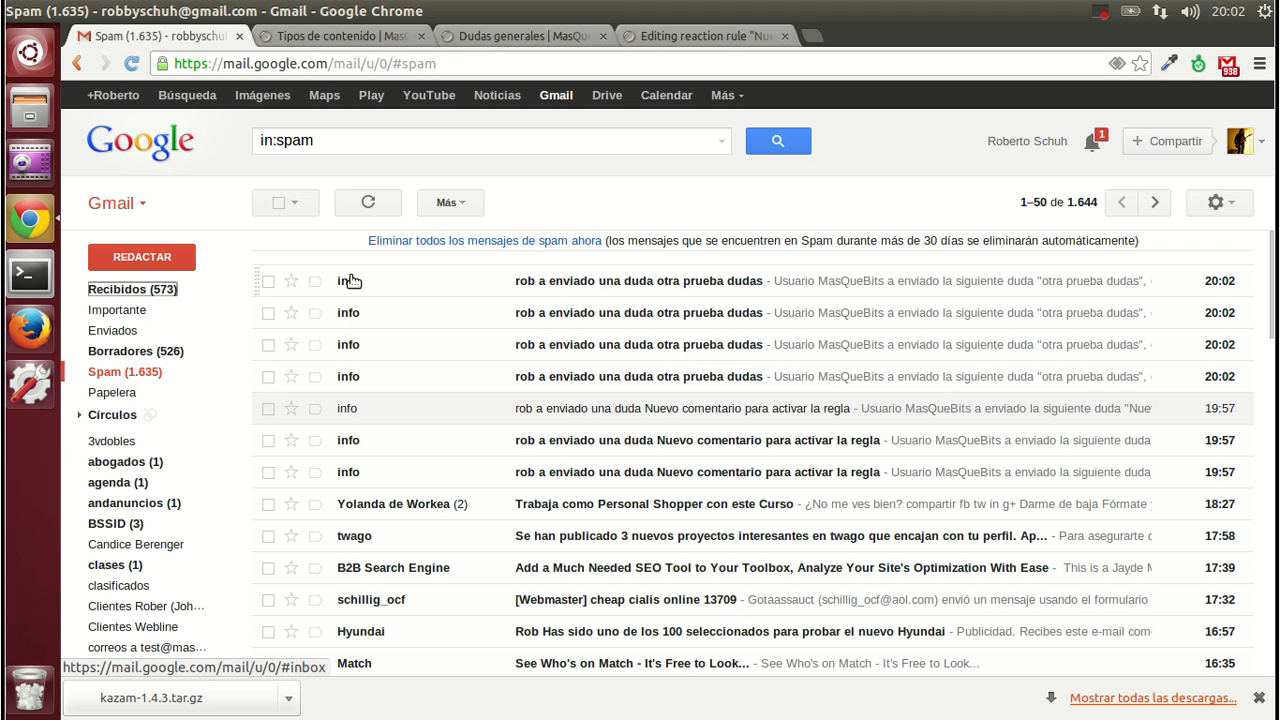 Spam (1.635) - robbyschuh@gmail.com - Gmail - Google Chrome
20:02
Spam (1.635) - robbyschu
Tipos de contenido | MasQ
Dudas generales | MasQue
Editing reaction rule "Nue
https://mail.google.com/mail/u/0/#spam
938
+Roberto Búsqueda Imágenes Maps Play YouTube Noticias Gmail Drive Calendar Más
Google
in:spam
Roberto Schuh
1
+ Compartir
Gmail
Más
1–50 de 1.644
Eliminar todos los mensajes de spam ahora (los mensajes que se encuentren en Spam durante más de 30 días se eliminarán automáticamente)
REDACTAR
Recibidos (573)
Importante
Enviados
Borradores (526)
Spam (1.635)
Papelera
Círculos
3vdobles
abogados (1)
agenda (1)
andanuncios (1)
BSSID (3)
Candice Berenger
clases (1)
clasificados
Clientes Rober (Joh…
Clientes Webline
correos a test@mas…
info rob a enviado una duda otra prueba dudas - Usuario MasQueBits a enviado la siguiente duda "otra prueba dudas", 20:02
info rob a enviado una duda otra prueba dudas - Usuario MasQueBits a enviado la siguiente duda "otra prueba dudas", 20:02
info rob a enviado una duda otra prueba dudas - Usuario MasQueBits a enviado la siguiente duda "otra prueba dudas", 20:02
info rob a enviado una duda otra prueba dudas - Usuario MasQueBits a enviado la siguiente duda "otra prueba dudas", 20:02
info rob a enviado una duda Nuevo comentario para activar la regla - Usuario MasQueBits a enviado la siguiente duda "Nuev 19:57
info rob a enviado una duda Nuevo comentario para activar la regla - Usuario MasQueBits a enviado la siguiente duda 19:57
info rob a enviado una duda Nuevo comentario para activar la regla - Usuario MasQueBits a enviado la siguiente duda 19:57
Yolanda de Workea (2) Trabaja como Personal Shopper con este Curso - ¿No me ves bien? compartir fb tw in g+ Darme de baja Fórmate y 18:27
twago Se han publicado 3 nuevos proyectos interesantes en twago que encajan con tu perfil. Ap... - Para asegurarte d 17:58
B2B Search Engine Add a Much Needed SEO Tool to Your Toolbox, Analyze Your Site's Optimization With Ease - This is a Jayde M 17:39
schillig_ocf [Webmaster] cheap cialis online 13709 - Gotaassauct (schillig_ocf@aol.com) envió un mensaje usando el formulario 17:32
Hyundai Rob Has sido uno de los 100 seleccionados para probar el nuevo Hyundai - Publicidad. Recibes este e-mail com 16:57
Match See Who's on Match - It's Free to Look... - See Who's on Match - It's Free to Look... 16:35
https://mail.google.com/mail/u/0/#inbox
kazam-1.4.3.tar.gz
Mostrar todas las descargas...